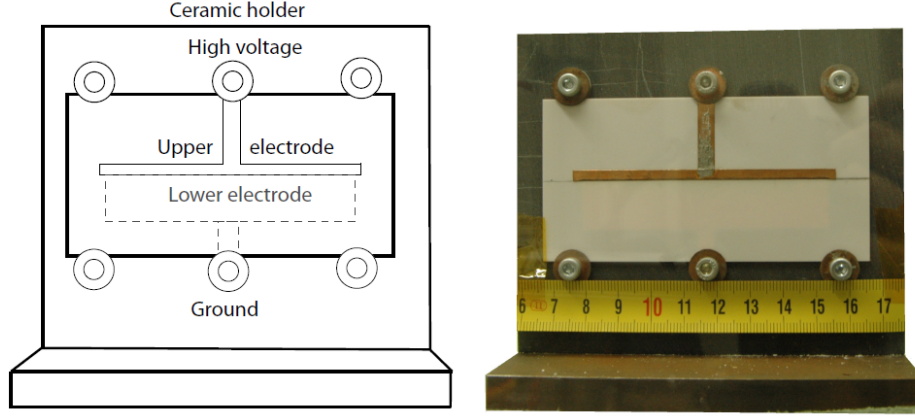 Ceramic holder
High voltage
Upper electrode
Lower electrode
Ground
6 7 8 9 10 11 12 13 14 15 16 17